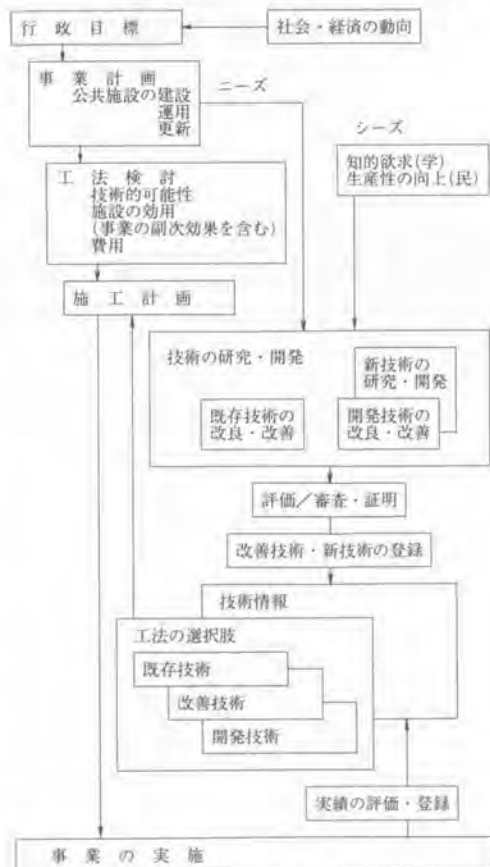 行政目標
社会・経済の動向
事業計画
公共施設の建設
運用
更新
ニーズ
シーズ
知的欲求(学)
生産性の向上(民)
工法検討
技術的可能性
施設の効用
(事業の副次効果を含む)
費用
施工計画
技術の研究・開発
新技術の
研究・開発
既存技術の
改良・改善
開発技術の
改良・改善
評価／審査・証明
改善技術・新技術の登録
技術情報
工法の選択肢
既存技術
改善技術
開発技術
実績の評価・登録
事業の実施